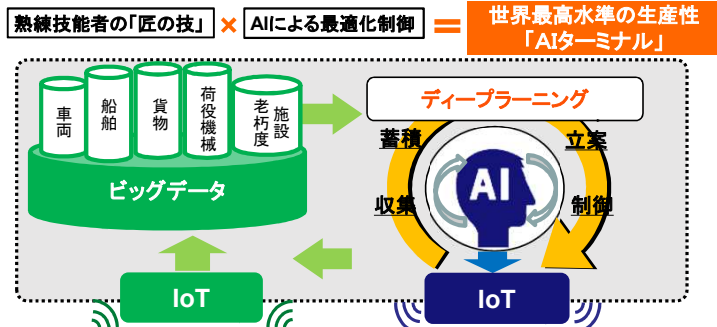 熟練技能者の「匠の技」 × AIによる最適化制御 = 世界最高水準の生産性
「AIターミナル」
車両
船舶
貨物
荷役機械
施設
老朽度
ビッグデータ
ディープラーニング
蓄積
立案
収集
制御
AI
IoT
IoT